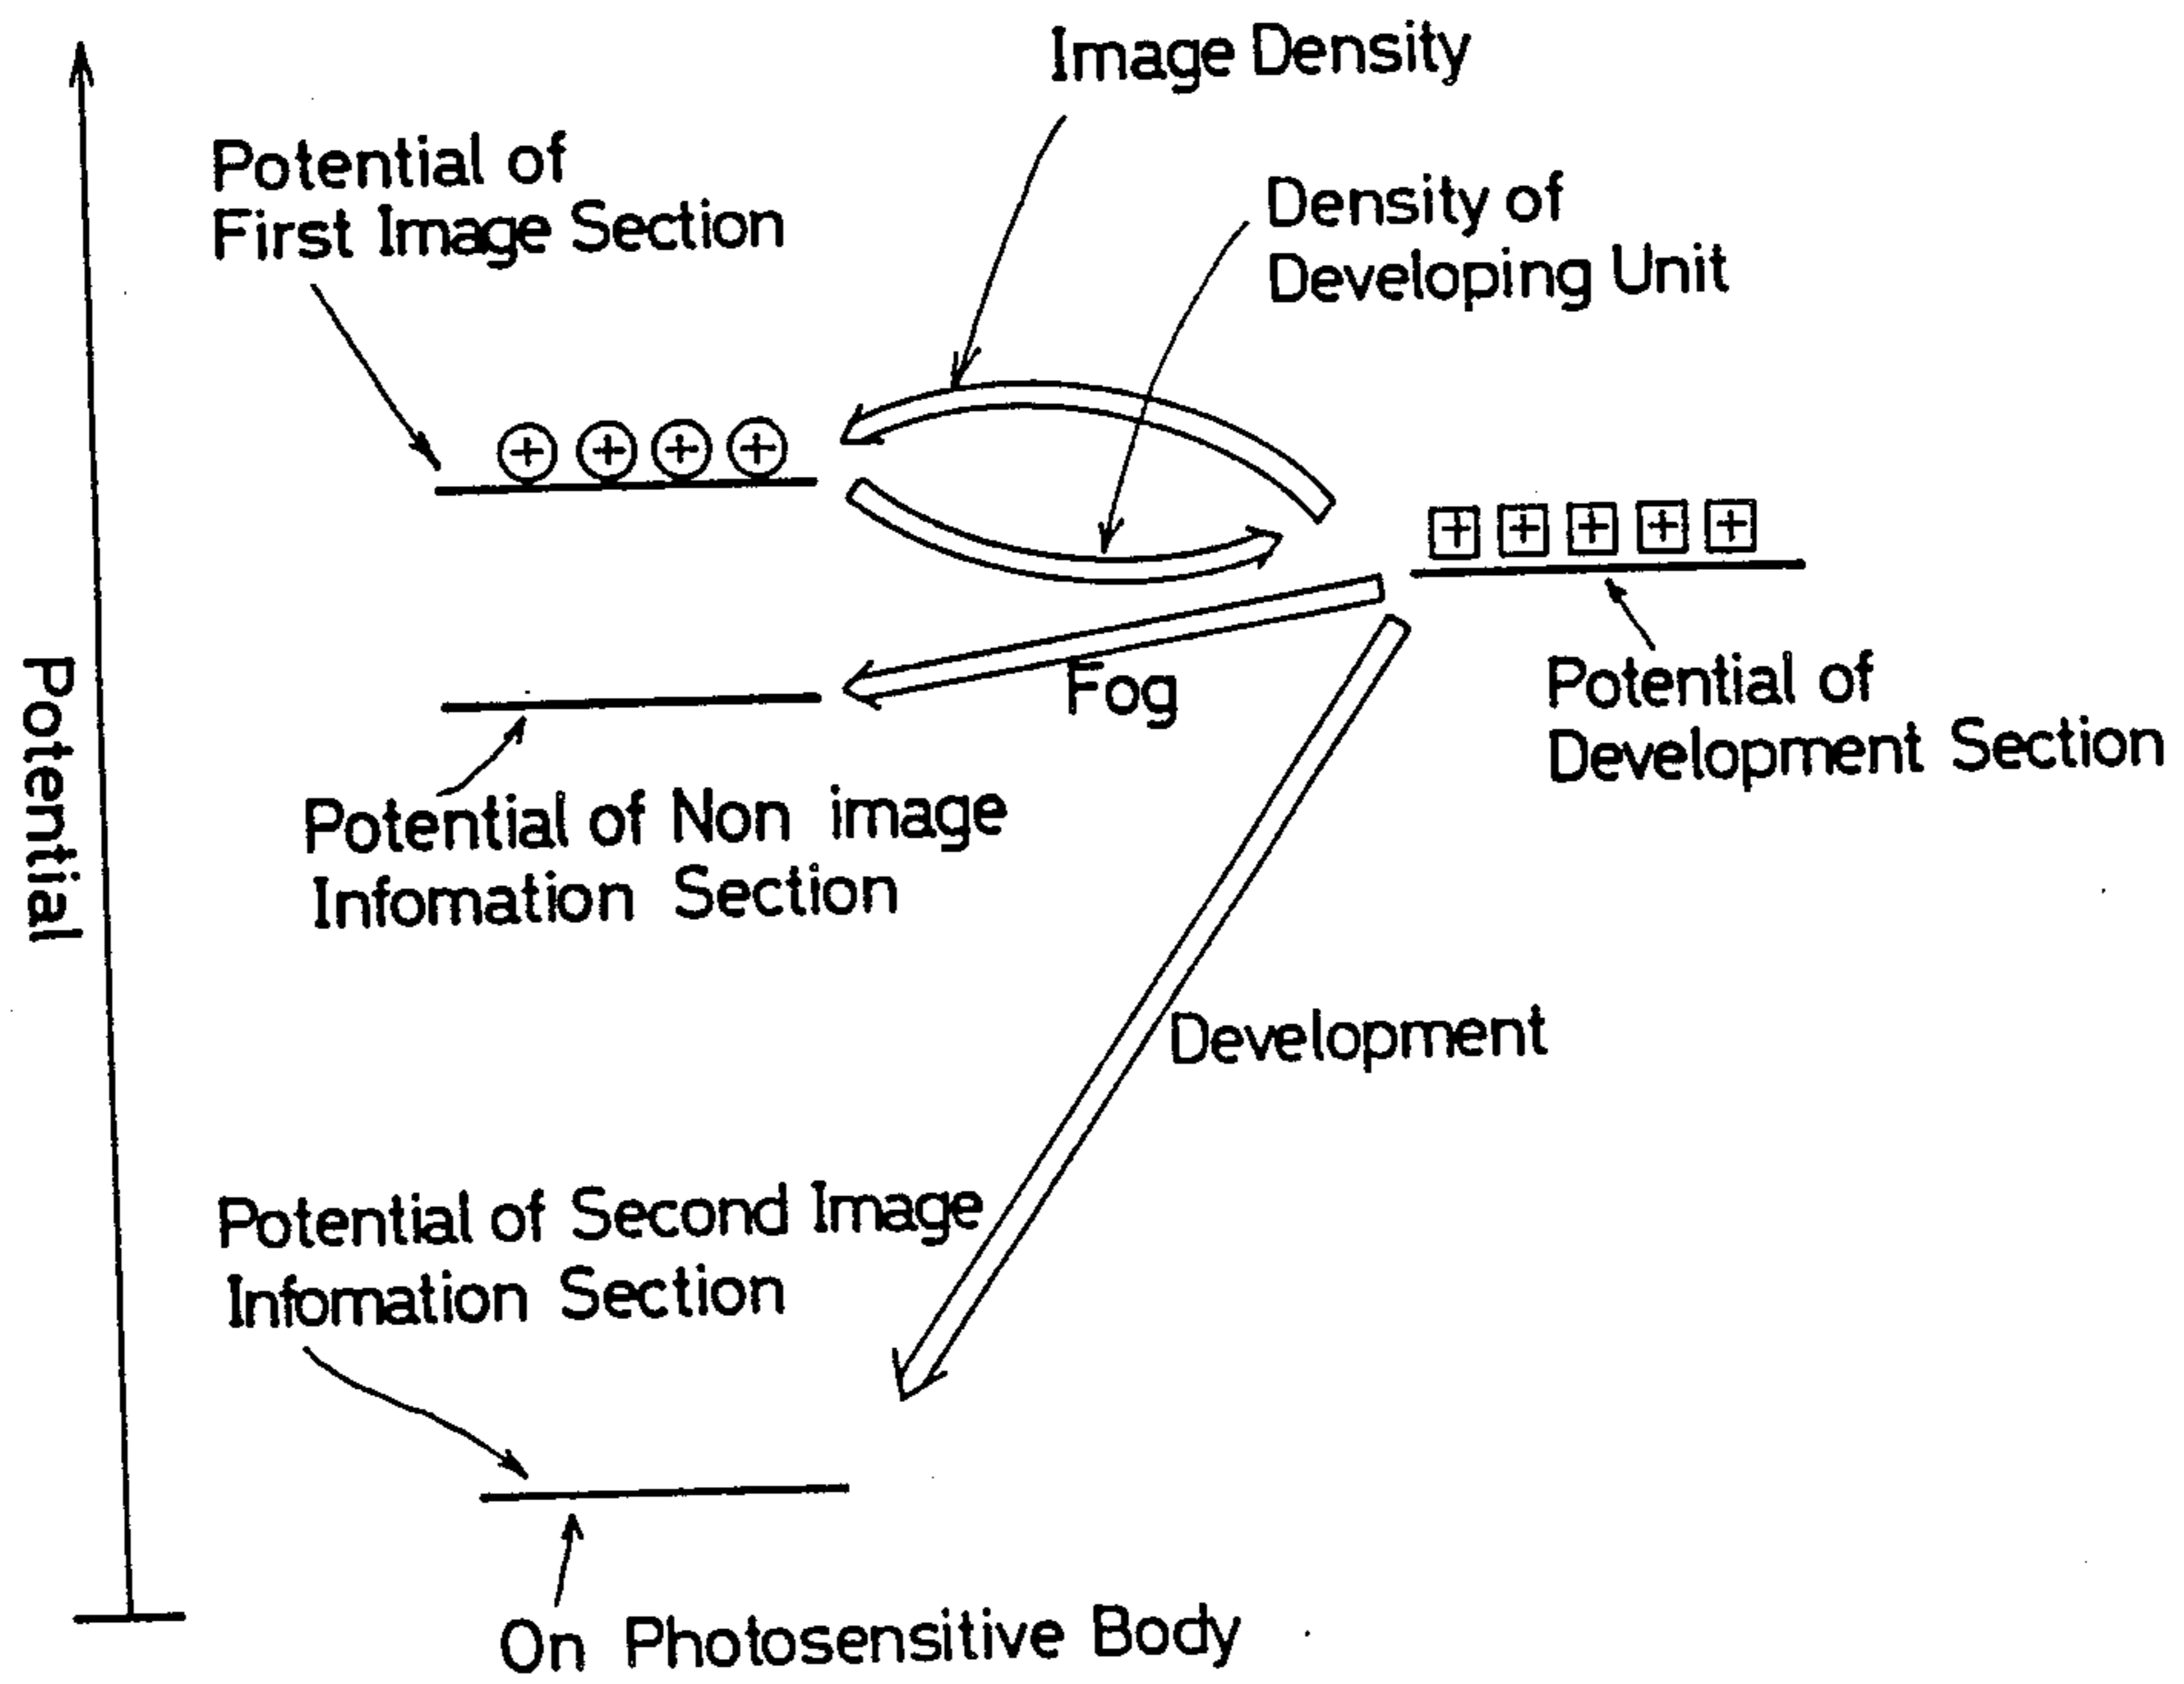 Image Density
Potential of
First Image Section
Density of
Developing Unit
Potential
Fog
Potential of
Development Section
Potential of Non image
Infomation Section
Development
Potential of Second Image
Infomation Section
On Photosensitive Body